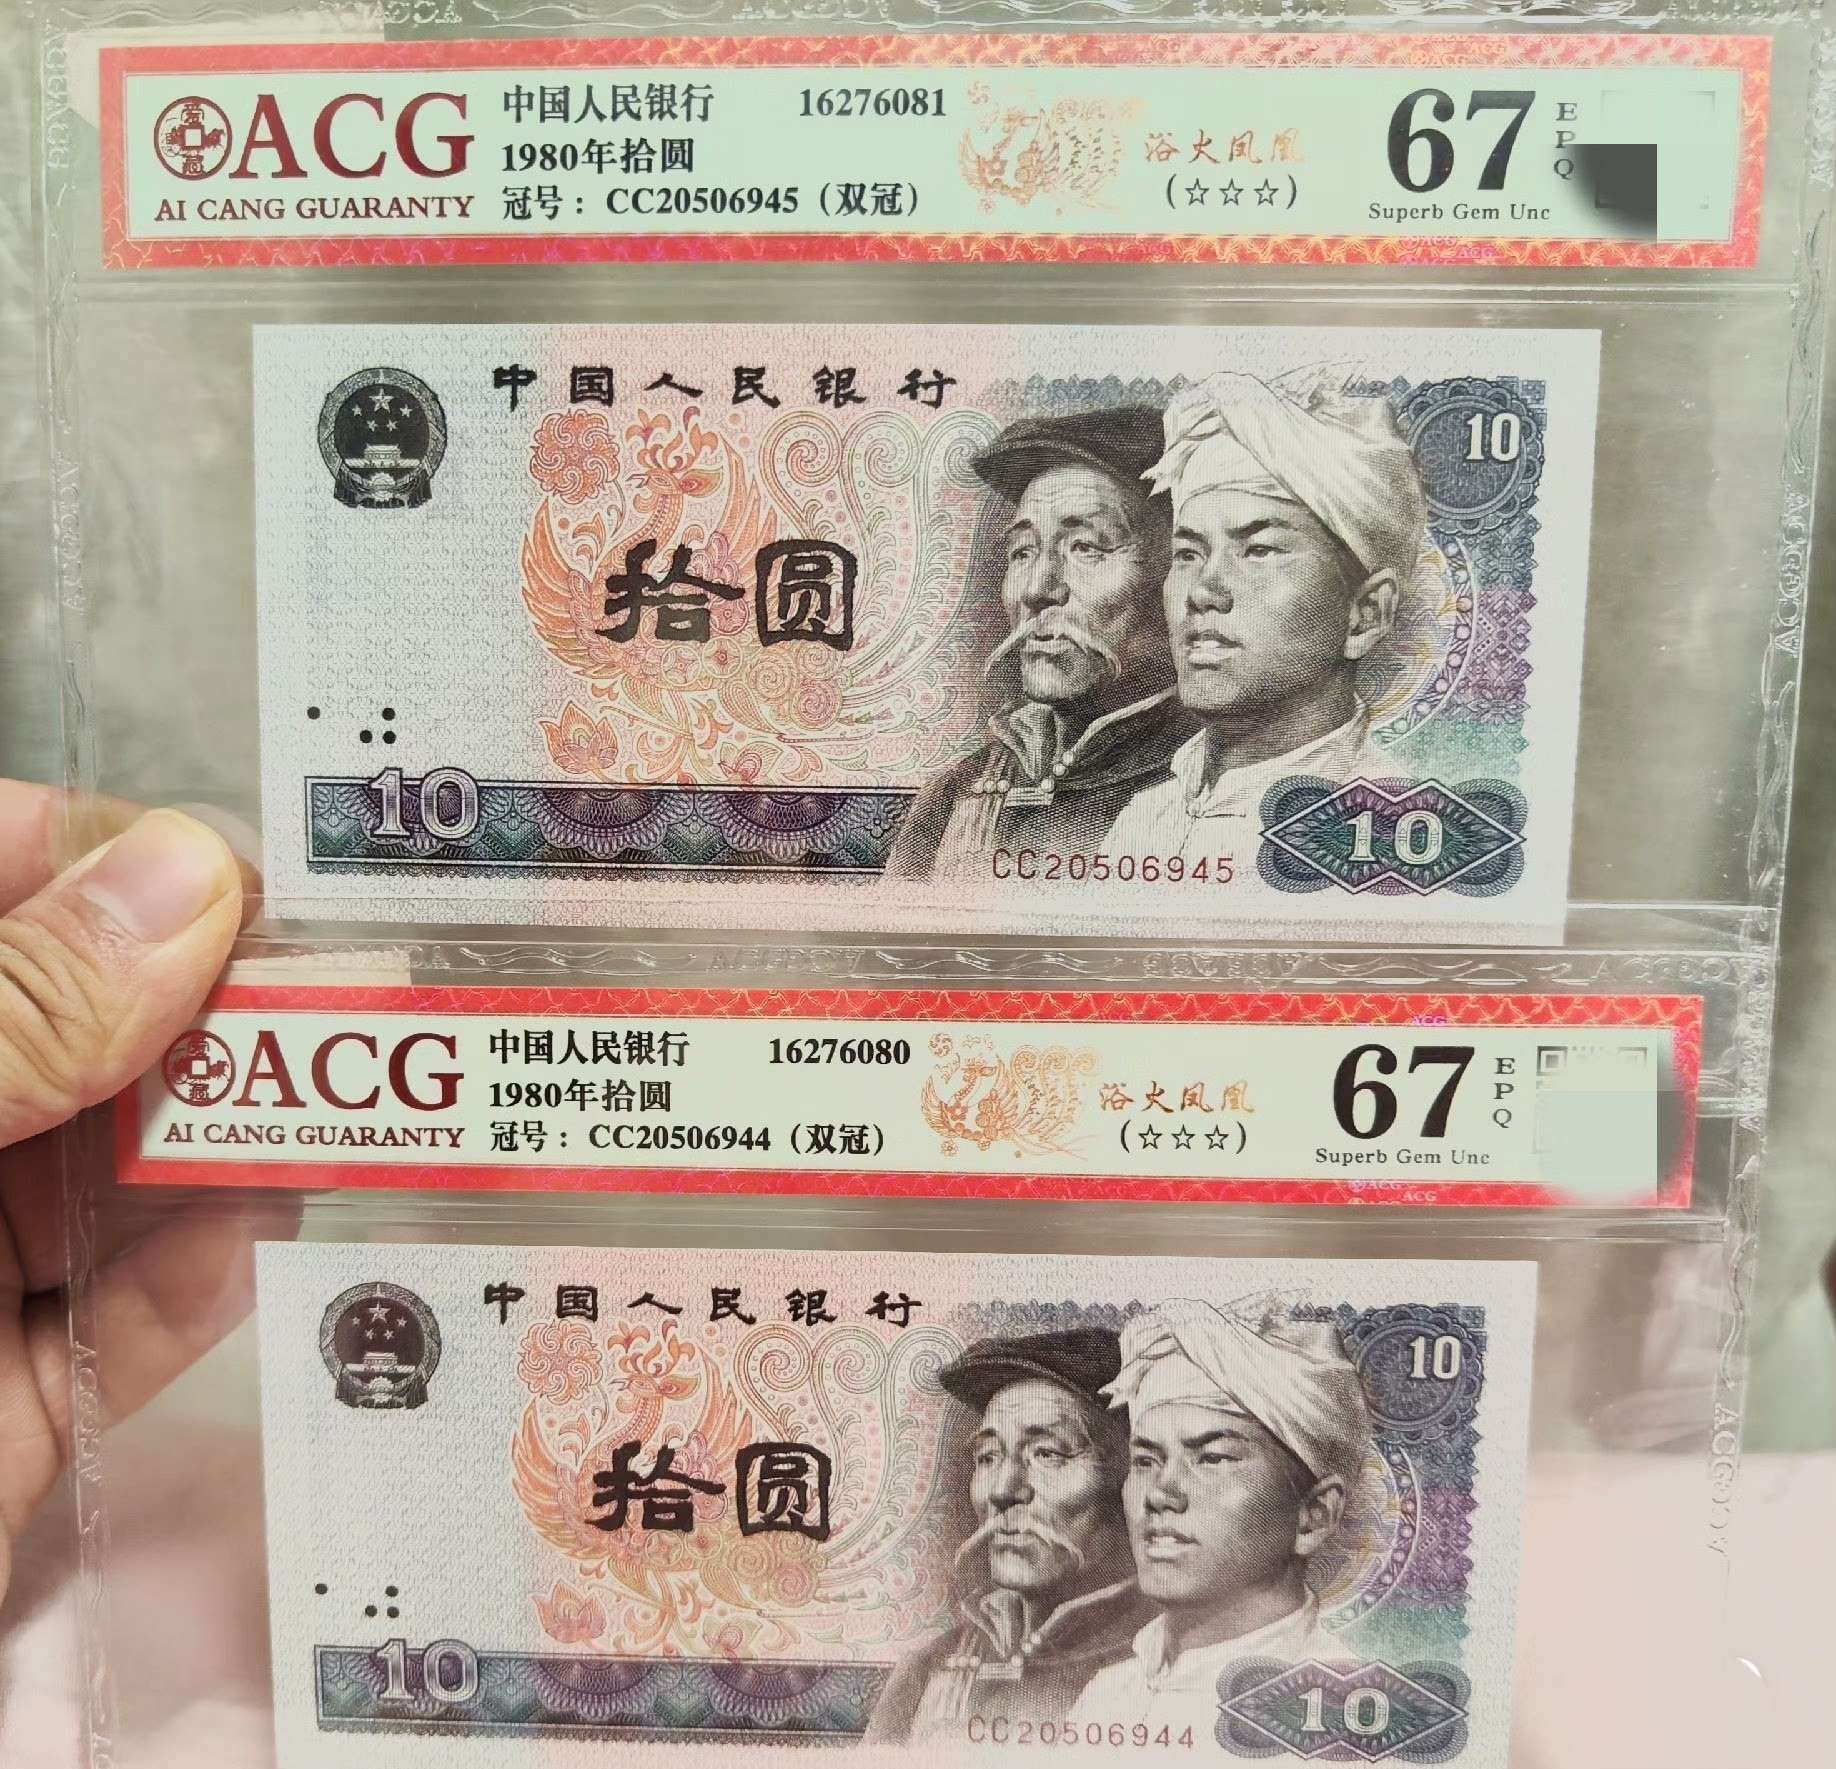 ACG
AI CANG GUARANTY
中国人民银行 16276081
1980年拾圆
冠号：CC20506945（双冠）
浴火凤凰
(☆☆☆)
67
EPQ
Superb Gem Unc
中国人民银行
10
拾圆
10
CC20506945
10
ACG
AI CANG GUARANTY
中国人民银行 16276080
1980年拾圆
冠号：CC20506944（双冠）
浴火凤凰
(☆☆☆)
67
EPQ
Superb Gem Unc
中国人民银行
10
拾圆
10
CC20506944
10